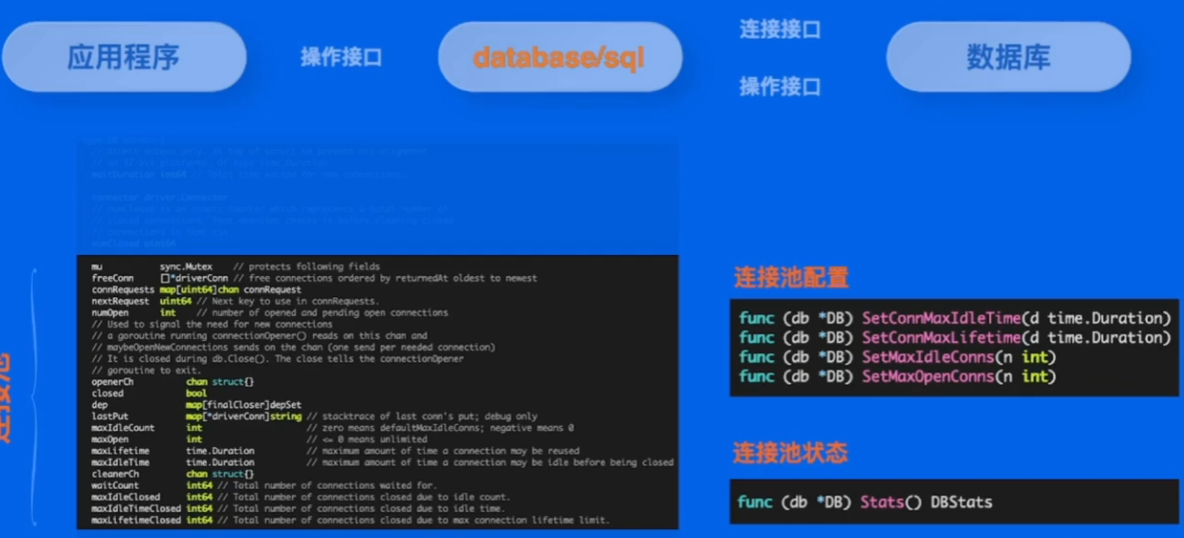 应用程序
操作接口
database/sql
连接接口
操作接口
数据库
mu sync.Mutex // protects following fields
freeConn []*driverConn // free connections ordered by returnedAt oldest to newest
connRequests map[uint64]chan connRequest
nextRequest uint64 // Next key to use in connRequests.
numOpen int // number of opened and pending open connections
// Used to signal the need for new connections
// a goroutine running connectionOpener() reads on this chan and
// maybeOpenNewConnections sends on the chan (one send per needed connection)
// It is closed during db.Close(). The close tells the connectionOpener
// goroutine to exit.
openerCh chan struct{}
closed bool
dep map[finalCloser]depSet
lastPut map[*driverConn]string // stacktrace of last conn's put; debug only
maxIdleCount int // zero means defaultMaxIdleConns; negative means 0
maxOpen int // <= 0 means unlimited
maxLifetime time.Duration // maximum amount of time a connection may be reused
maxIdleTime time.Duration // maximum amount of time a connection may be idle before being closed
cleanerCh chan struct{}
waitCount int64 // Total number of connections waited for.
maxIdleClosed int64 // Total number of connections closed due to idle count.
maxIdleTimeClosed int64 // Total number of connections closed due to idle time.
maxLifetimeClosed int64 // Total number of connections closed due to max connection lifetime limit.
连接池配置
func (db *DB) SetConnMaxIdleTime(d time.Duration)
func (db *DB) SetConnMaxLifetime(d time.Duration)
func (db *DB) SetMaxIdleConns(n int)
func (db *DB) SetMaxOpenConns(n int)
连接池状态
func (db *DB) Stats() DBStats